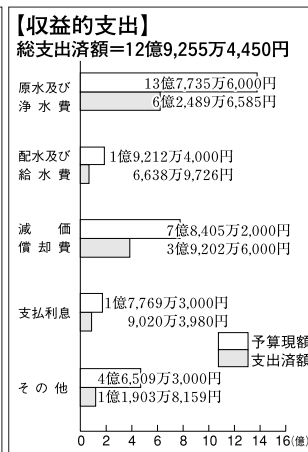 【収益的支出】
総支出済額＝12億9,255万4,450円
原水及び
浄水費
13億7,735万6,000円
6億2,489万6,585円
配水及び
給水費
1億9,212万4,000円
6,638万9,726円
減価
償却費
7億8,405万2,000円
3億9,202万6,000円
支払利息
1億7,769万3,000円
9,020万3,980円
予算現額
支出済額
その他
4億6,509万3,000円
1億1,903万8,159円
0 2 4 6 8 10 12 14 16(億)